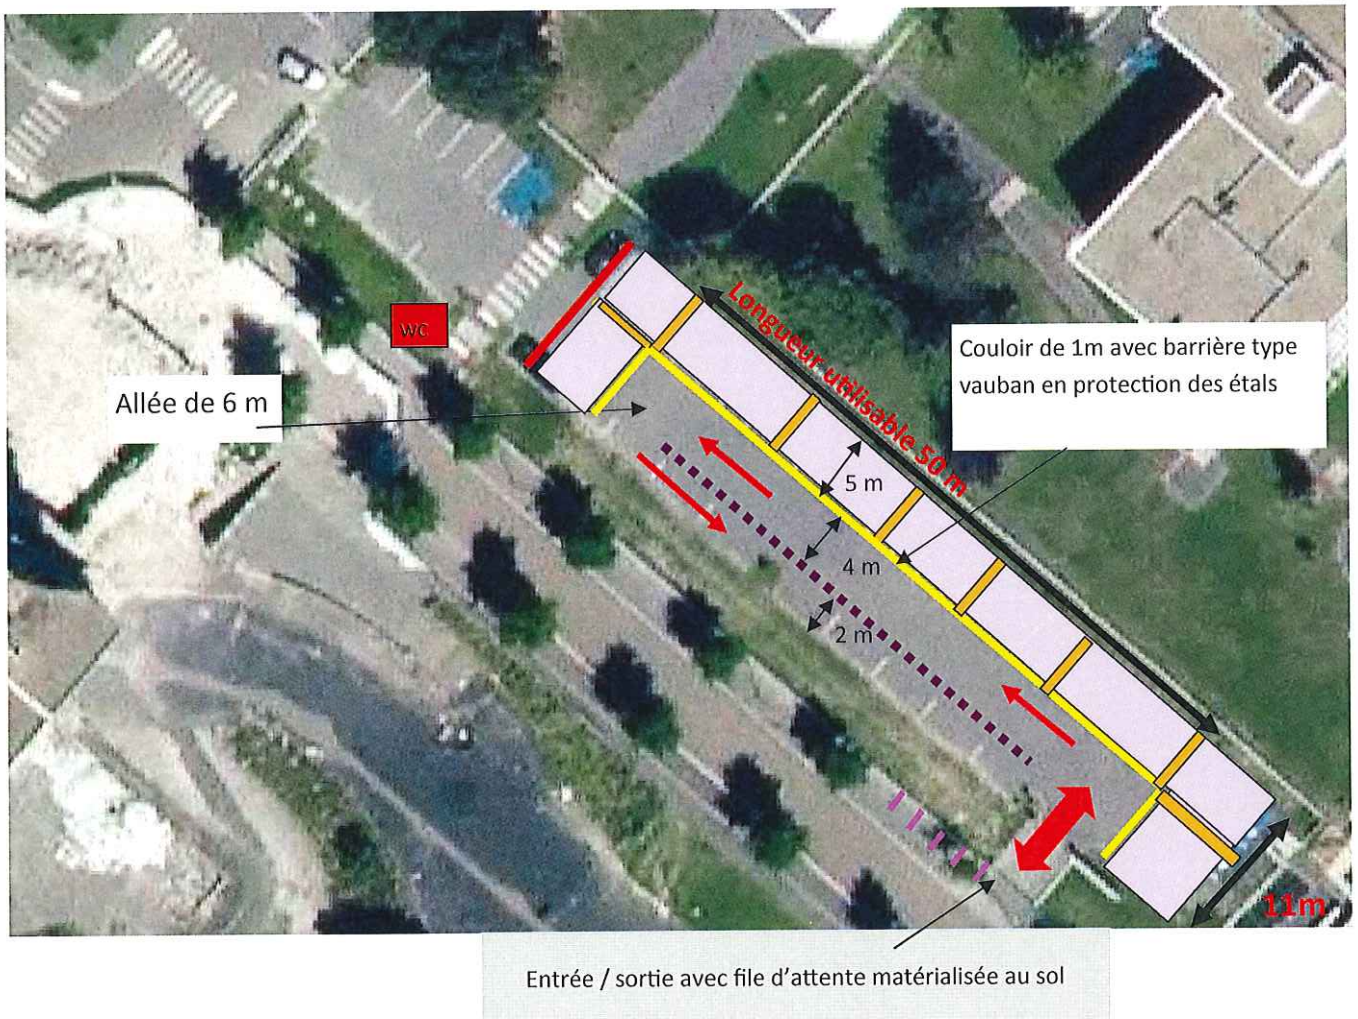 wc
Allée de 6 m
Longueur utilisable 50 m
Couloir de 1m avec barrière type
vauban en protection des étals
5 m
4 m
2 m
11m
Entrée / sortie avec file d'attente matérialisée au sol